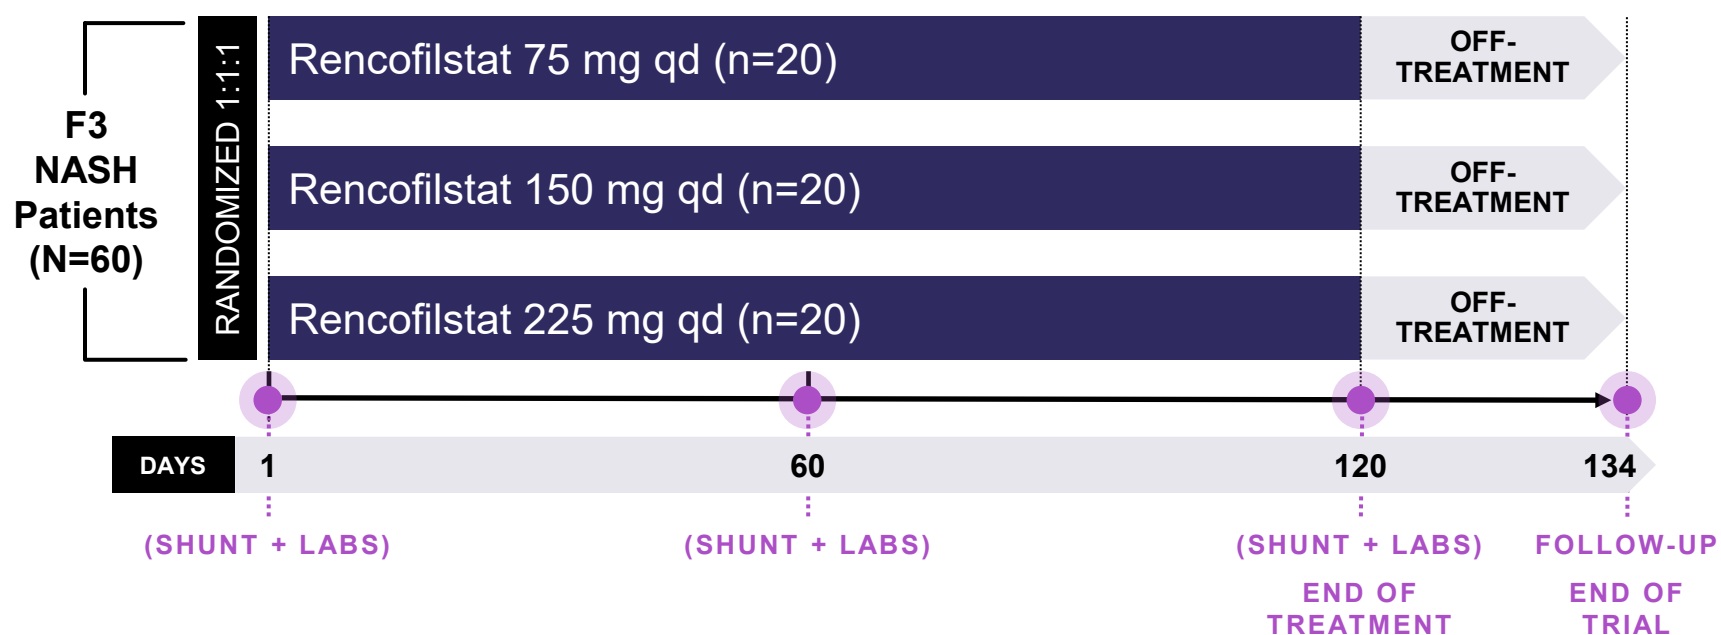 F3
NASH
Patients
(N=60)
RANDOMIZED 1:1:1
Rencofilstat 75 mg qd (n=20)
OFF-
TREATMENT
Rencofilstat 150 mg qd (n=20)
OFF-
TREATMENT
Rencofilstat 225 mg qd (n=20)
OFF-
TREATMENT
DAYS 1 60 120 134
(SHUNT + LABS) (SHUNT + LABS) (SHUNT + LABS) FOLLOW-UP
END OF
TREATMENT
END OF
TRIAL